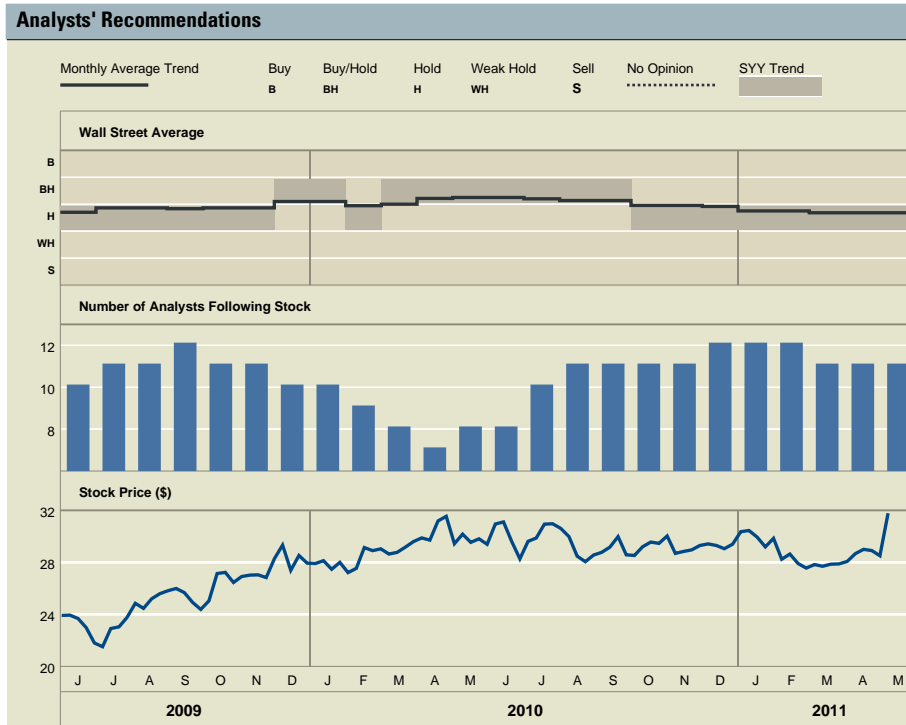 Analysts' Recommendations
Monthly Average Trend Buy Buy/Hold Hold Weak Hold Sell No Opinion SYY Trend
B BH H WH S
Wall Street Average
B
BH
H
WH
S
Number of Analysts Following Stock
12
10
8
Stock Price ($)
32
28
24
20
J J A S O N D J F M A M J J A S O N D J F M A M
2009 2010 2011